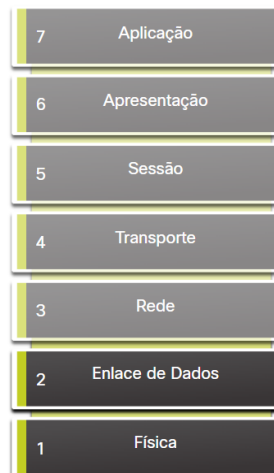 7 Aplicação
6 Apresentação
5 Sessão
4 Transporte
3 Rede
2 Enlace de Dados
1 Física